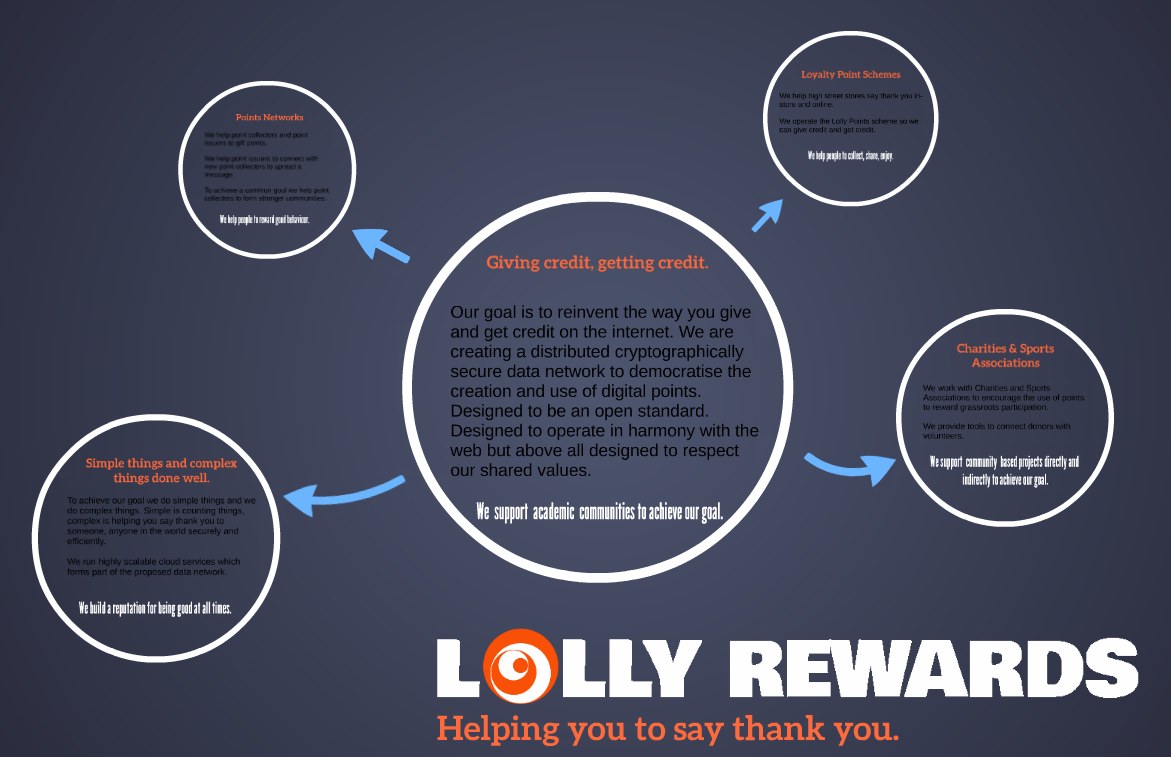 Points Networks
We help point collectors and point
issuers to gift points.
We help point issuers to connect with
new point collectors to spread a
message.
To achieve a common goal we help point
collectors to form stronger communities.
We help people to reward good behaviour.
Loyalty Point Schemes
We help high street stores say thank you in-
store and online.
We operate the Lolly Points scheme so we
can give credit and get credit.
We help people to collect, share, enjoy.
Giving credit, getting credit.
Our goal is to reinvent the way you give
and get credit on the internet. We are
creating a distributed cryptographically
secure data network to democratise the
creation and use of digital points.
Designed to be an open standard.
Designed to operate in harmony with the
web but above all designed to respect
our shared values.
We support academic communities to achieve our goal.
Charities & Sports
Associations
We work with Charities and Sports
Associations to encourage the use of points
to reward grassroots participation.
We provide tools to connect donors with
volunteers.
We support community based projects directly and
indirectly to achieve our goal.
Simple things and complex
things done well.
To achieve our goal we do simple things and we
do complex things. Simple is counting things,
complex is helping you say thank you to
someone, anyone in the world securely and
efficiently.
We run highly scalable cloud services which
forms part of the proposed data network.
We build a reputation for being good at all times.
LOLLY REWARDS
Helping you to say thank you.